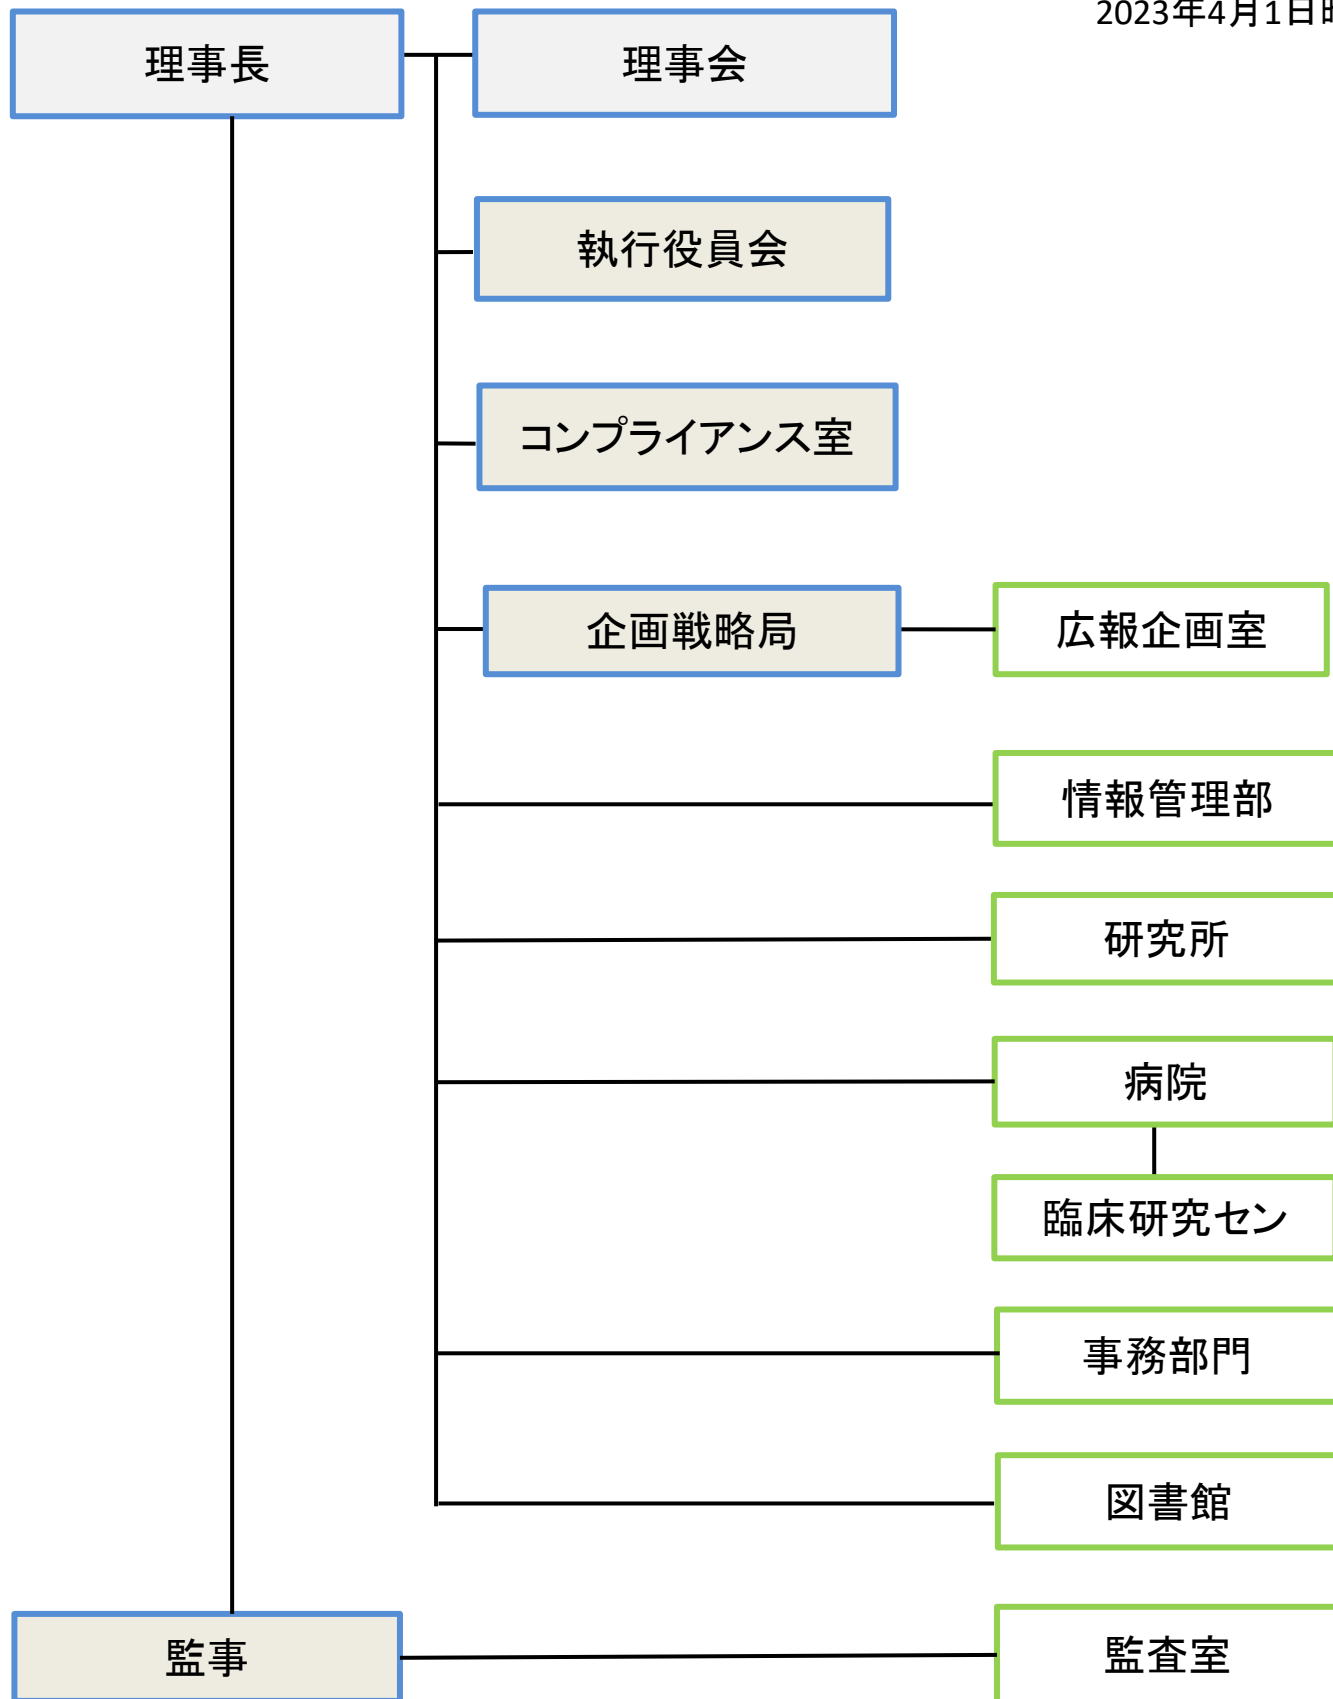 2023年4月1日
理事長
理事会
執行役員会
コンプライアンス室
企画戦略局
広報企画室
情報管理部
研究所
病院
臨床研究セン
事務部門
図書館
監事
監査室